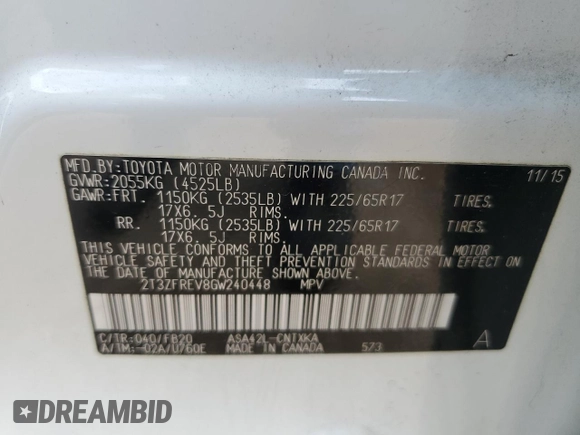 MFD.BY:TOYOTA MOTOR MANUFACTURING CANADA INC. 11/15
GVWR:2055KG (4525LB)
GAWR:FRT. 1150KG (2535LB) WITH 225/65R17 TIRES.
17X6. 5J RIMS.
RR. 1150KG (2535LB) WITH 225/65R17 TIRES.
17X6. 5J RIMS.
THIS VEHICLE CONFORMS TO ALL APPLICABLE FEDERAL MOTOR
VEHICLE SAFETY AND THEFT PREVENTION STANDARDS IN EFFECT
ON THE DATE OF MANUFACTURE SHOWN ABOVE.
2T3ZFREV8GW240448 MPV
C/TR:040/FB20 ASA42L-CNTXKA
A/TM:-02A/U760E MADE IN CANADA 573 A
DREAMBID